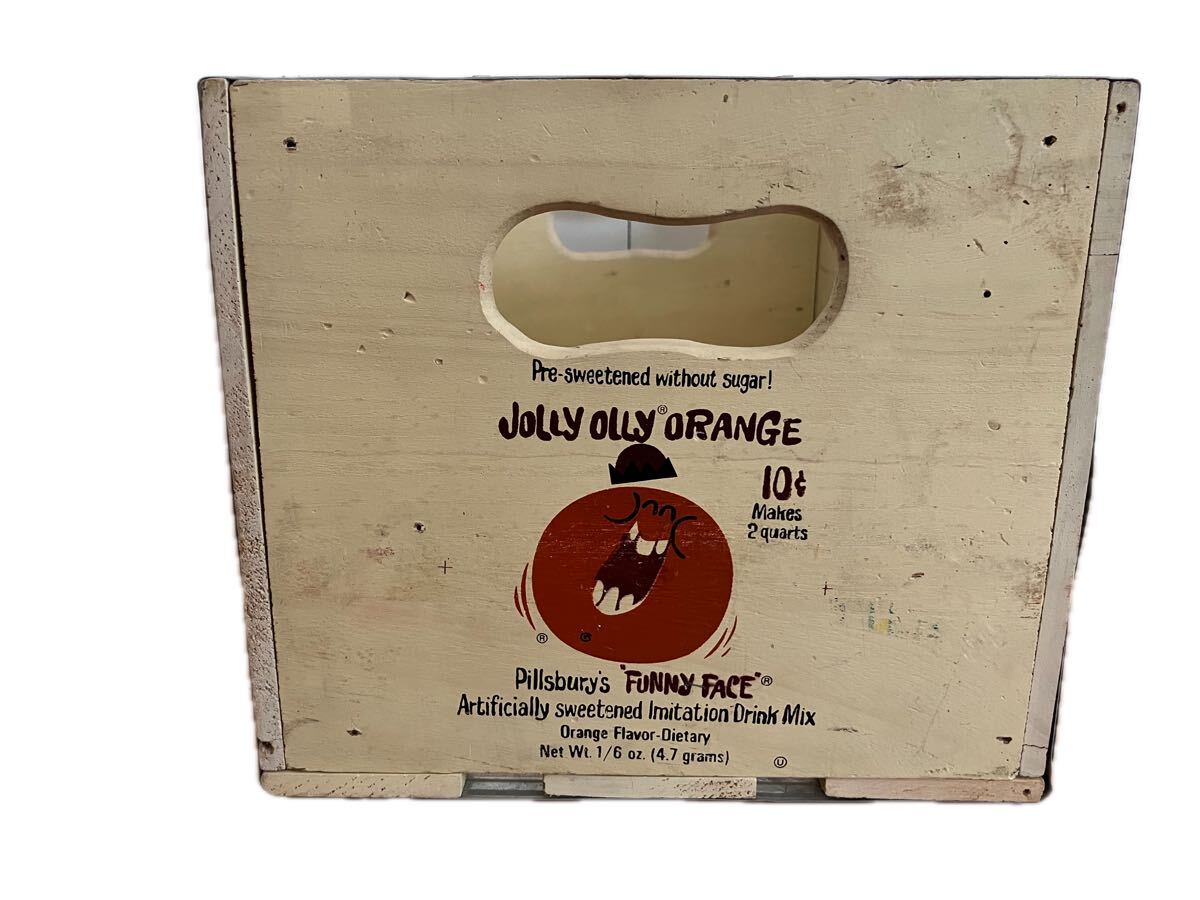 Pre-sweetened without sugar!
JOLLY OLLY® ORANGE
10¢
Makes
2 quarts
® ®
Pillsbury's "FUNNY FACE"®
Artificially sweetened Imitation Drink Mix
Orange Flavor-Dietary
Net Wt. 1/6 oz. (4.7 grams)
Ⓤ